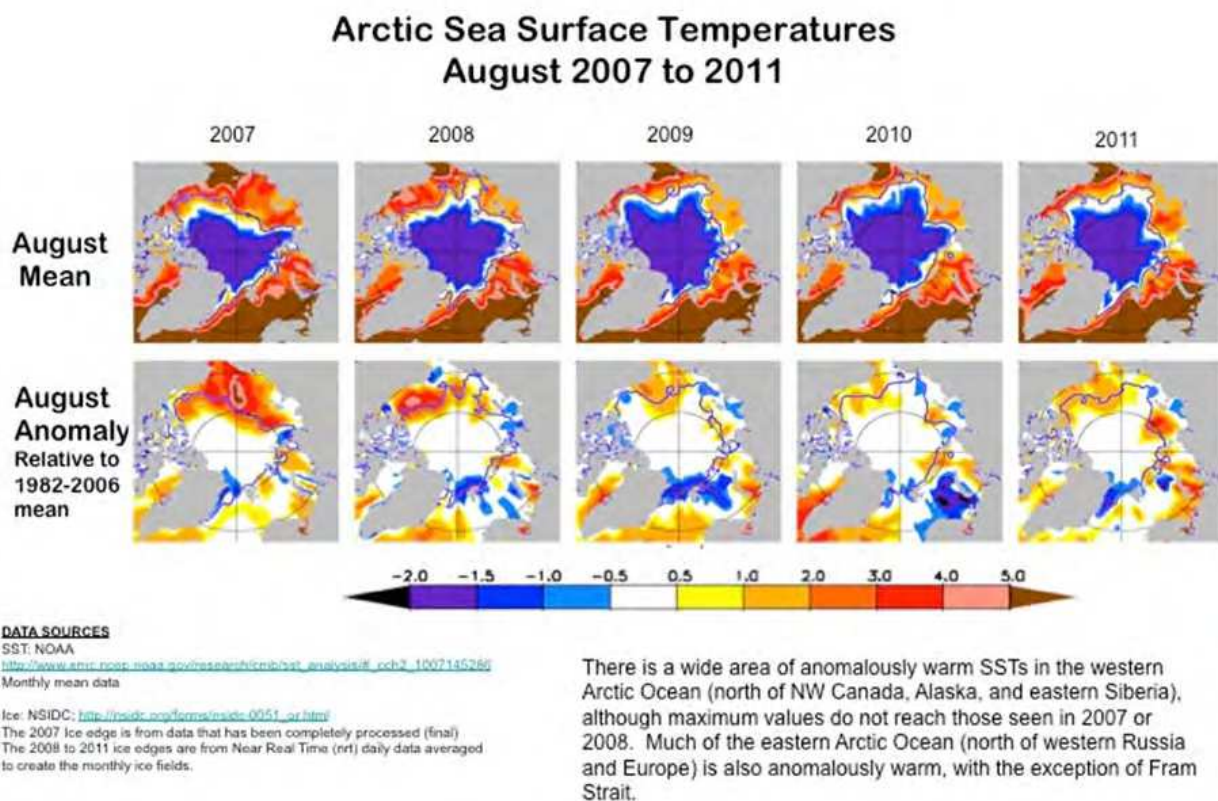 Arctic Sea Surface Temperatures
August 2007 to 2011
2007 2008 2009 2010 2011
August
Mean
August
Anomaly
Relative to
1982-2006
mean
-2.0 -1.5 -1.0 -0.5 0.5 1.0 2.0 3.0 4.0 5.0
DATA SOURCES
SST: NOAA
Monthly mean data
Ice: NSIDC; http://nsidc.org/forms/nsidc-0051_or.html
The 2007 Ice edge is from data that has been completely processed (final)
The 2008 to 2011 ice edges are from Near Real Time (nrt) daily data averaged
to create the monthly ice fields.
There is a wide area of anomalously warm SSTs in the western
Arctic Ocean (north of NW Canada, Alaska, and eastern Siberia),
although maximum values do not reach those seen in 2007 or
2008. Much of the eastern Arctic Ocean (north of western Russia
and Europe) is also anomalously warm, with the exception of Fram
Strait.